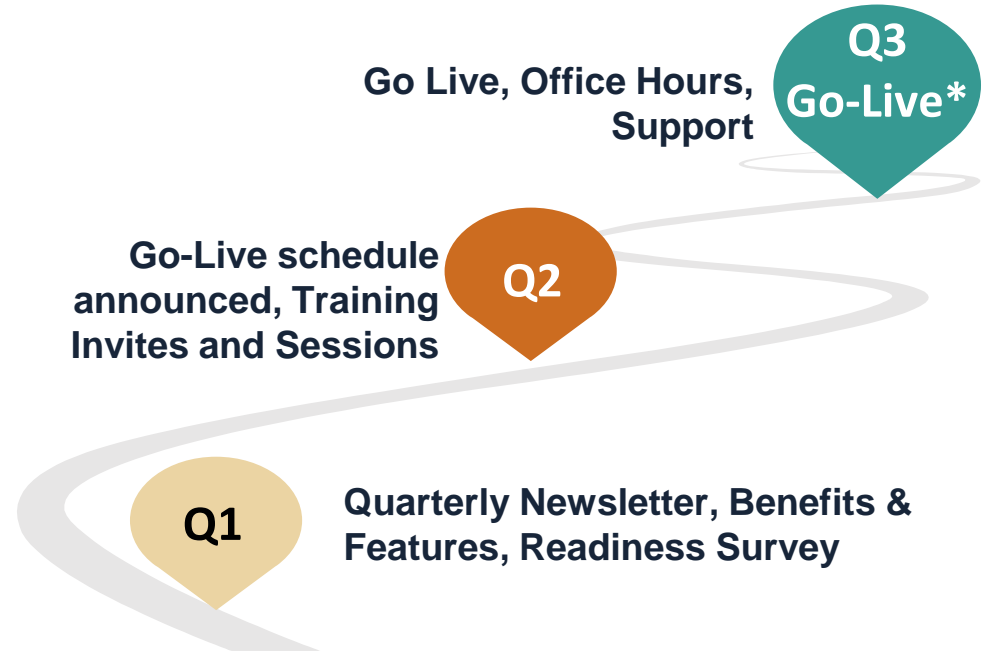 Q3
Go-Live*
Go Live, Office Hours,
Support
Go-Live schedule
announced, Training
Invites and Sessions
Q2
Q1
Quarterly Newsletter, Benefits &
Features, Readiness Survey